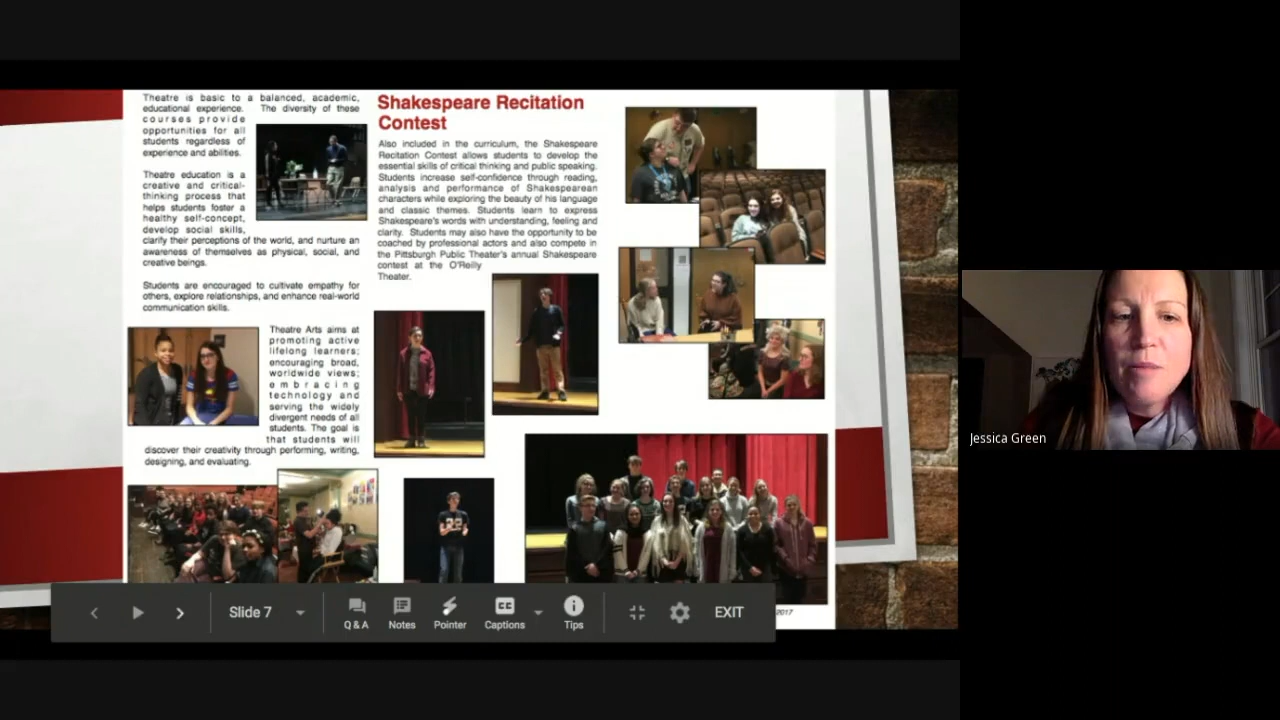 Theatre is basic to a balanced, academic,
educational experience. The diversity of these
courses provide
opportunities for all
students regardless of
experience and abilities.
Theatre education is a
creative and critical-
thinking process that
helps students foster a
healthy self-concept,
develop social skills,
clarify their perceptions of the world, and nurture an
awareness of themselves as physical, social, and
creative beings.
Students are encouraged to cultivate empathy for
others, explore relationships, and enhance real-world
communication skills.
Theatre Arts aims at
promoting active
lifelong learners;
encouraging broad,
worldwide views;
embracing
technology and
serving the widely
divergent needs of all
students. The goal is
that students will
discover their creativity through performing, writing,
designing, and evaluating.
Shakespeare Recitation
Contest
Also included in the curriculum, the Shakespeare
Recitation Contest allows students to develop the
essential skills of critical thinking and public speaking.
Students increase self-confidence through reading,
analysis and performance of Shakespearean
characters while exploring the beauty of his language
and classic themes. Students learn to express
Shakespeare's words with understanding, feeling and
clarity. Students may also have the opportunity to be
coached by professional actors and also compete in
the Pittsburgh Public Theater's annual Shakespeare
contest at the O'Reilly
Theater.
2017
Slide 7
Q & A
Notes
Pointer
CC
Captions
Tips
EXIT
Jessica Green